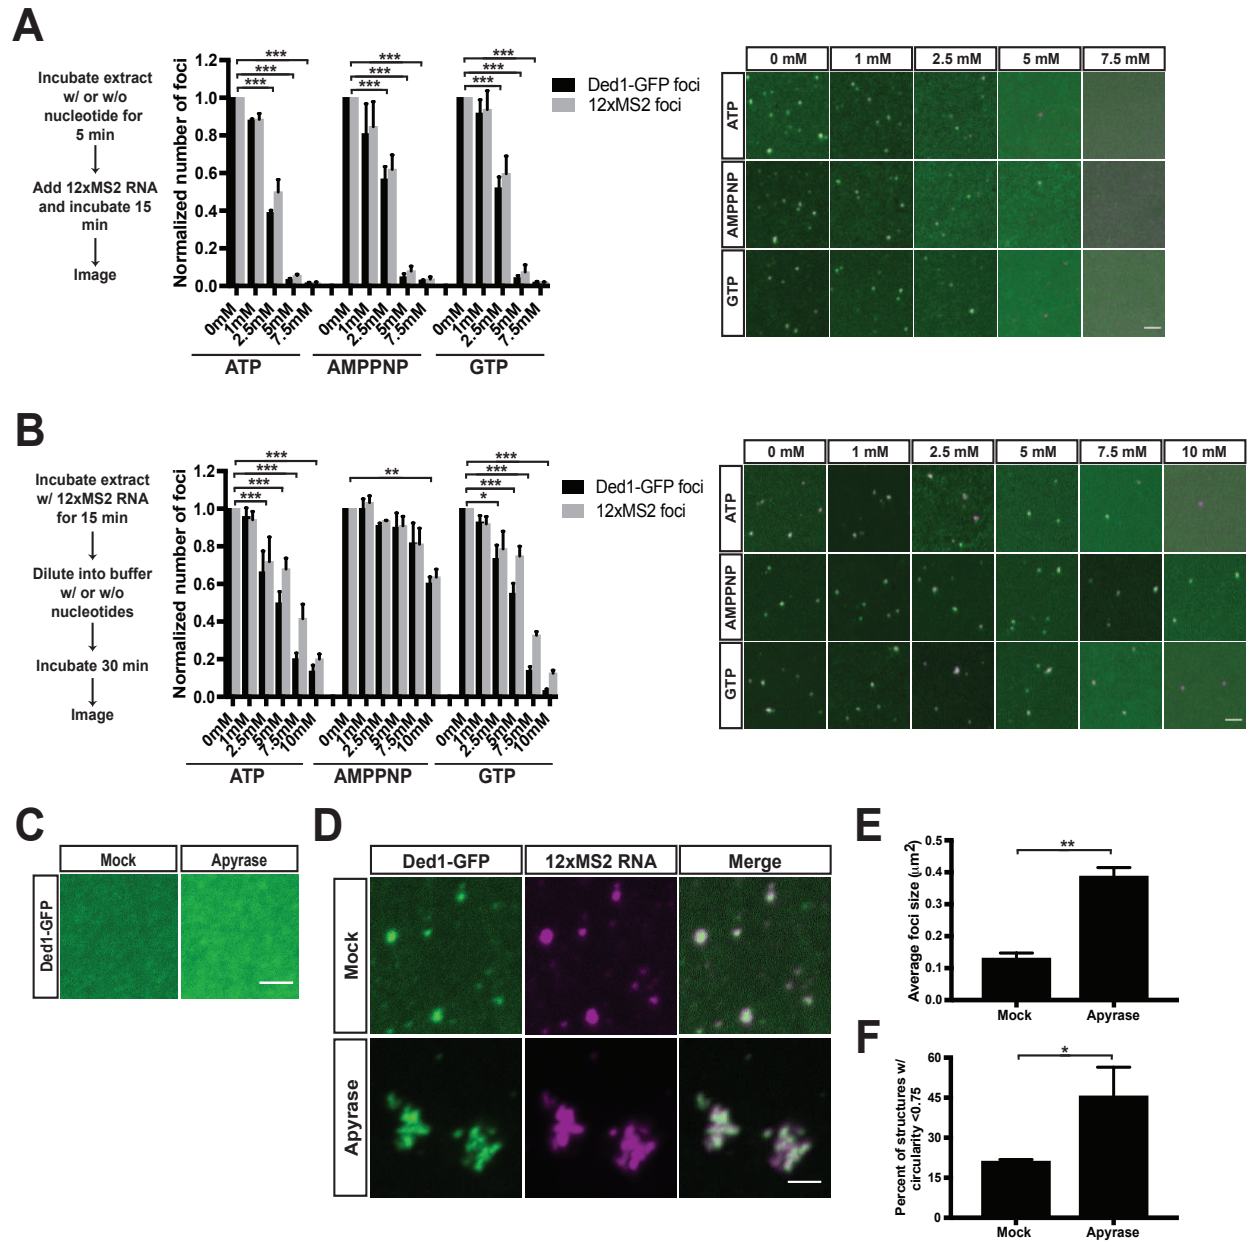 A
Incubate extract
w/ or w/o
nucleotide for
5 min
Add 12xMS2 RNA
and incubate 15
min
Image
Normalized number of foci
1.2
1.0
0.8
0.6
0.4
0.2
0.0
*** *** ***
*** *** ***
*** *** ***
Ded1-GFP foci
12xMS2 foci
0mM 1mM 2.5mM 5mM 7.5mM
0mM 1mM 2.5mM 5mM 7.5mM
0mM 1mM 2.5mM 5mM 7.5mM
ATP AMPPNP GTP
0 mM 1 mM 2.5 mM 5 mM 7.5 mM
ATP
AMPPNP
GTP
B
Incubate extract
w/ 12xMS2 RNA
for 15 min
Dilute into buffer
w/ or w/o
nucleotides
Incubate 30 min
Image
Normalized number of foci
1.2
1.0
0.8
0.6
0.4
0.2
0.0
*** ** ***
*** ***
*** ***
*** *
Ded1-GFP foci
12xMS2 foci
0mM 1mM 2.5mM 5mM 7.5mM 10mM
0mM 1mM 2.5mM 5mM 7.5mM 10mM
0mM 1mM 2.5mM 5mM 7.5mM 10mM
ATP AMPPNP GTP
0 mM 1 mM 2.5 mM 5 mM 7.5 mM 10 mM
ATP
AMPPNP
GTP
C
Mock Apyrase
Ded1-GFP
D
Ded1-GFP 12xMS2 RNA Merge
Mock
Apyrase
E
Average foci size (µm2)
0.5
0.4
0.3
0.2
0.1
0.0
**
Mock Apyrase
F
Percent of structures w/
circularity <0.75
60
45
30
15
0
*
Mock Apyrase